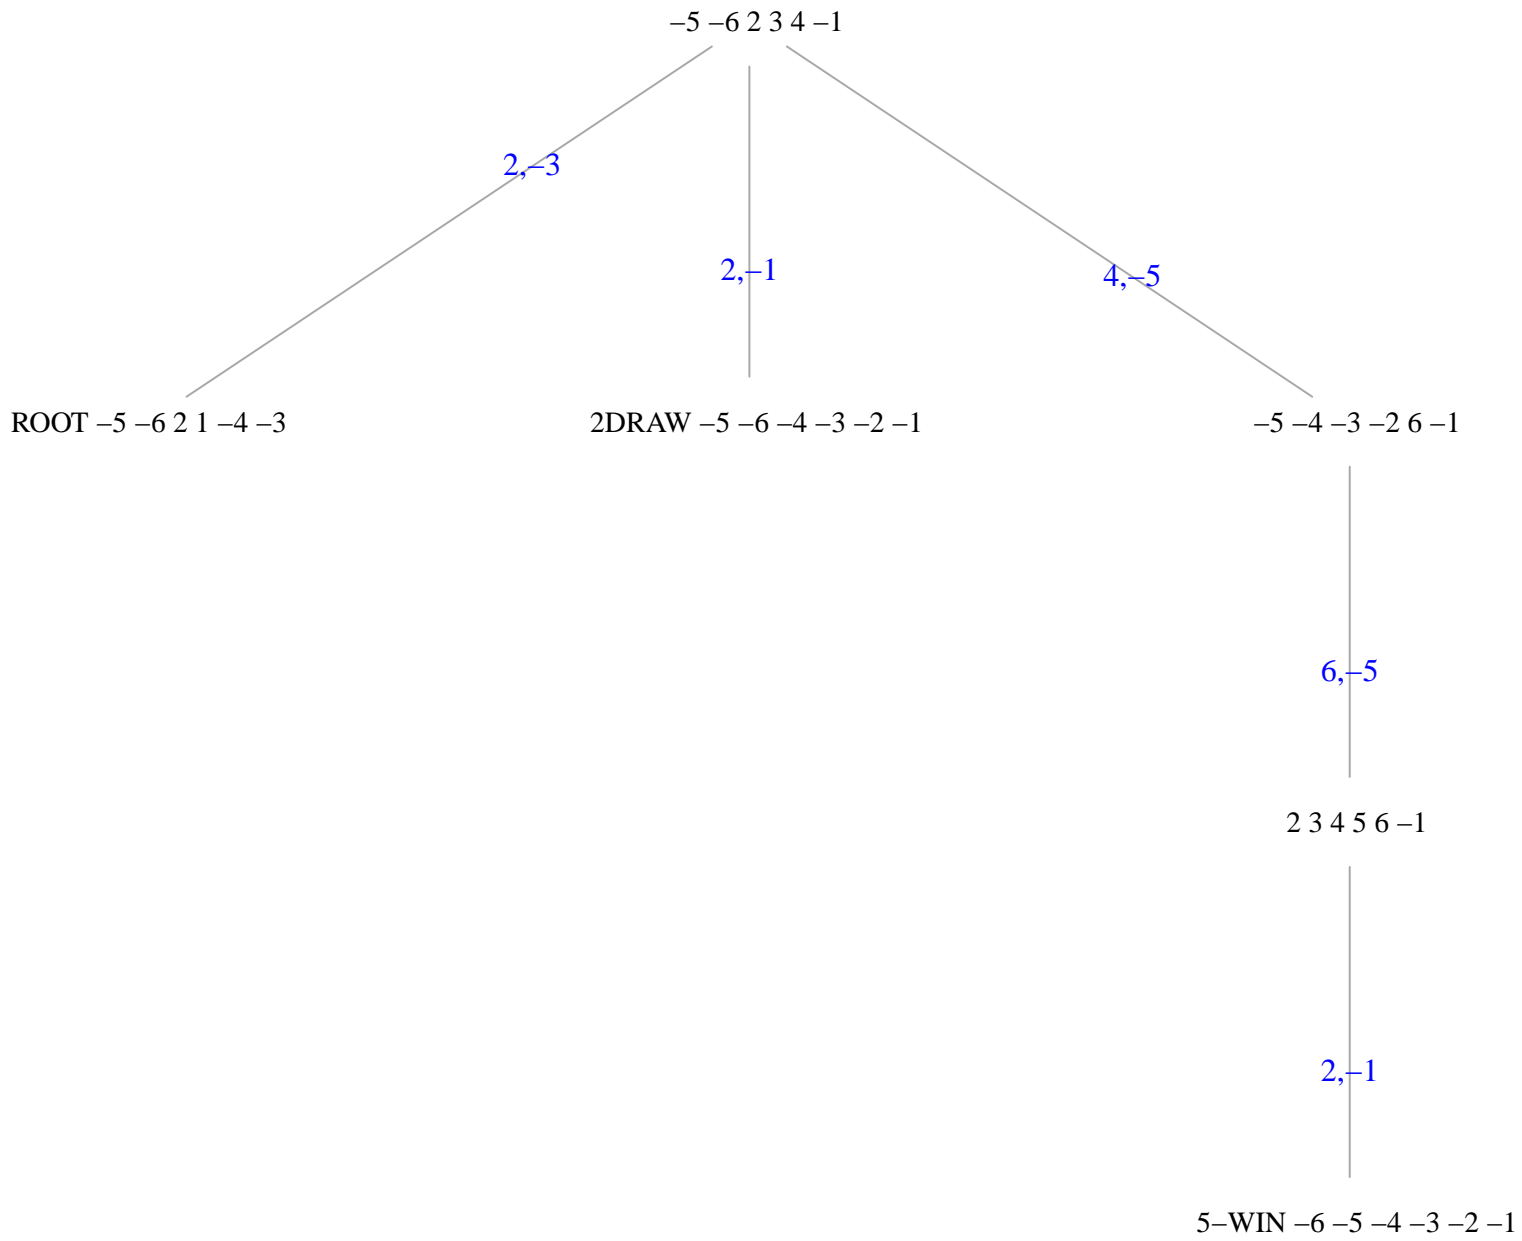 –5 –6 2 3 4 –1
2,–3
2,–1
4,–5
ROOT –5 –6 2 1 –4 –3
2DRAW –5 –6 –4 –3 –2 –1
–5 –4 –3 –2 6 –1
6,–5
2 3 4 5 6 –1
2,–1
5–WIN –6 –5 –4 –3 –2 –1